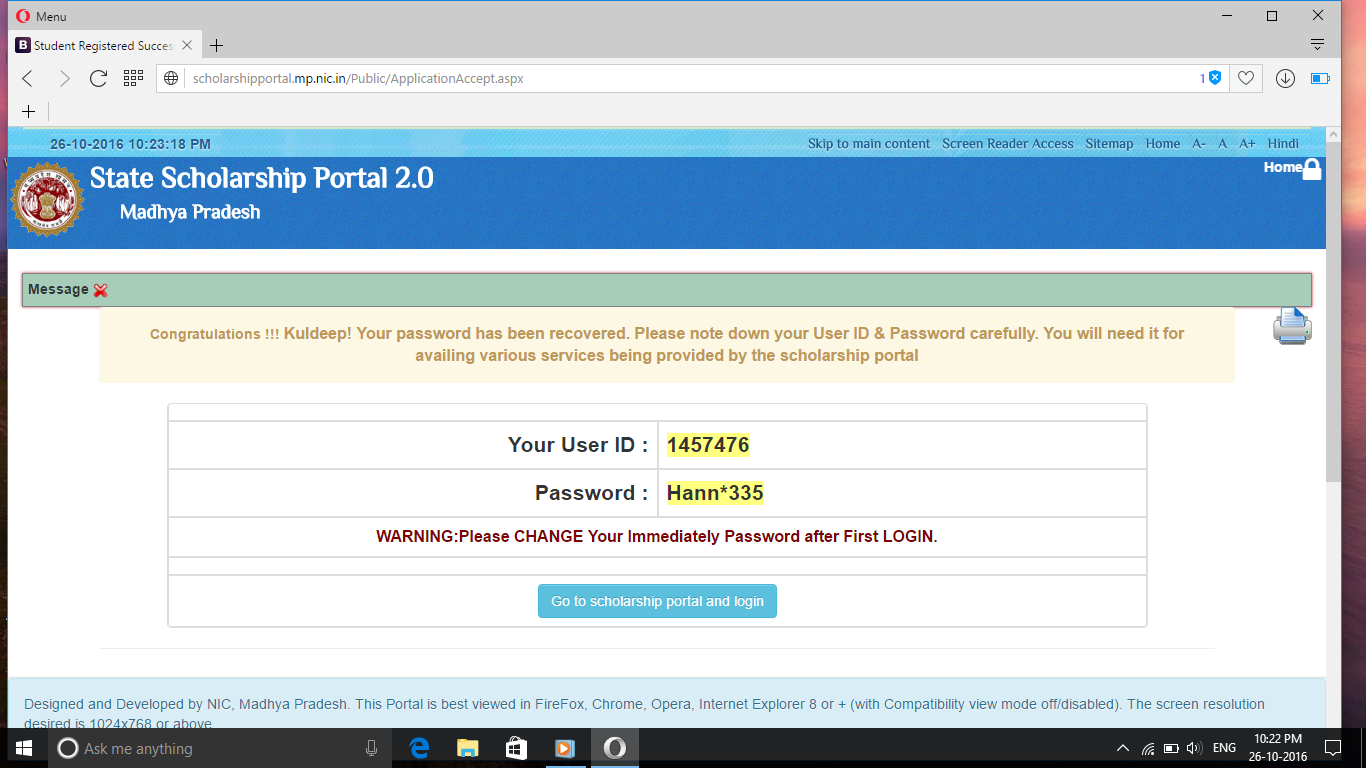 Menu
Student Registered Succes
scholarshipportal.mp.nic.in/Public/ApplicationAccept.aspx
1
26-10-2016 10:23:18 PM
Skip to main content Screen Reader Access Sitemap Home A- A A+ Hindi
Home
State Scholarship Portal 2.0
Madhya Pradesh
Message
Congratulations !!! Kuldeep! Your password has been recovered. Please note down your User ID & Password carefully. You will need it for
availing various services being provided by the scholarship portal
Your User ID : 1457476
Password : Hann*335
WARNING:Please CHANGE Your Immediately Password after First LOGIN.
Go to scholarship portal and login
Designed and Developed by NIC, Madhya Pradesh. This Portal is best viewed in FireFox, Chrome, Opera, Internet Explorer 8 or + (with Compatibility view mode off/disabled). The screen resolution
desired is 1024x768 or above
Ask me anything
ENG
10:22 PM
26-10-2016